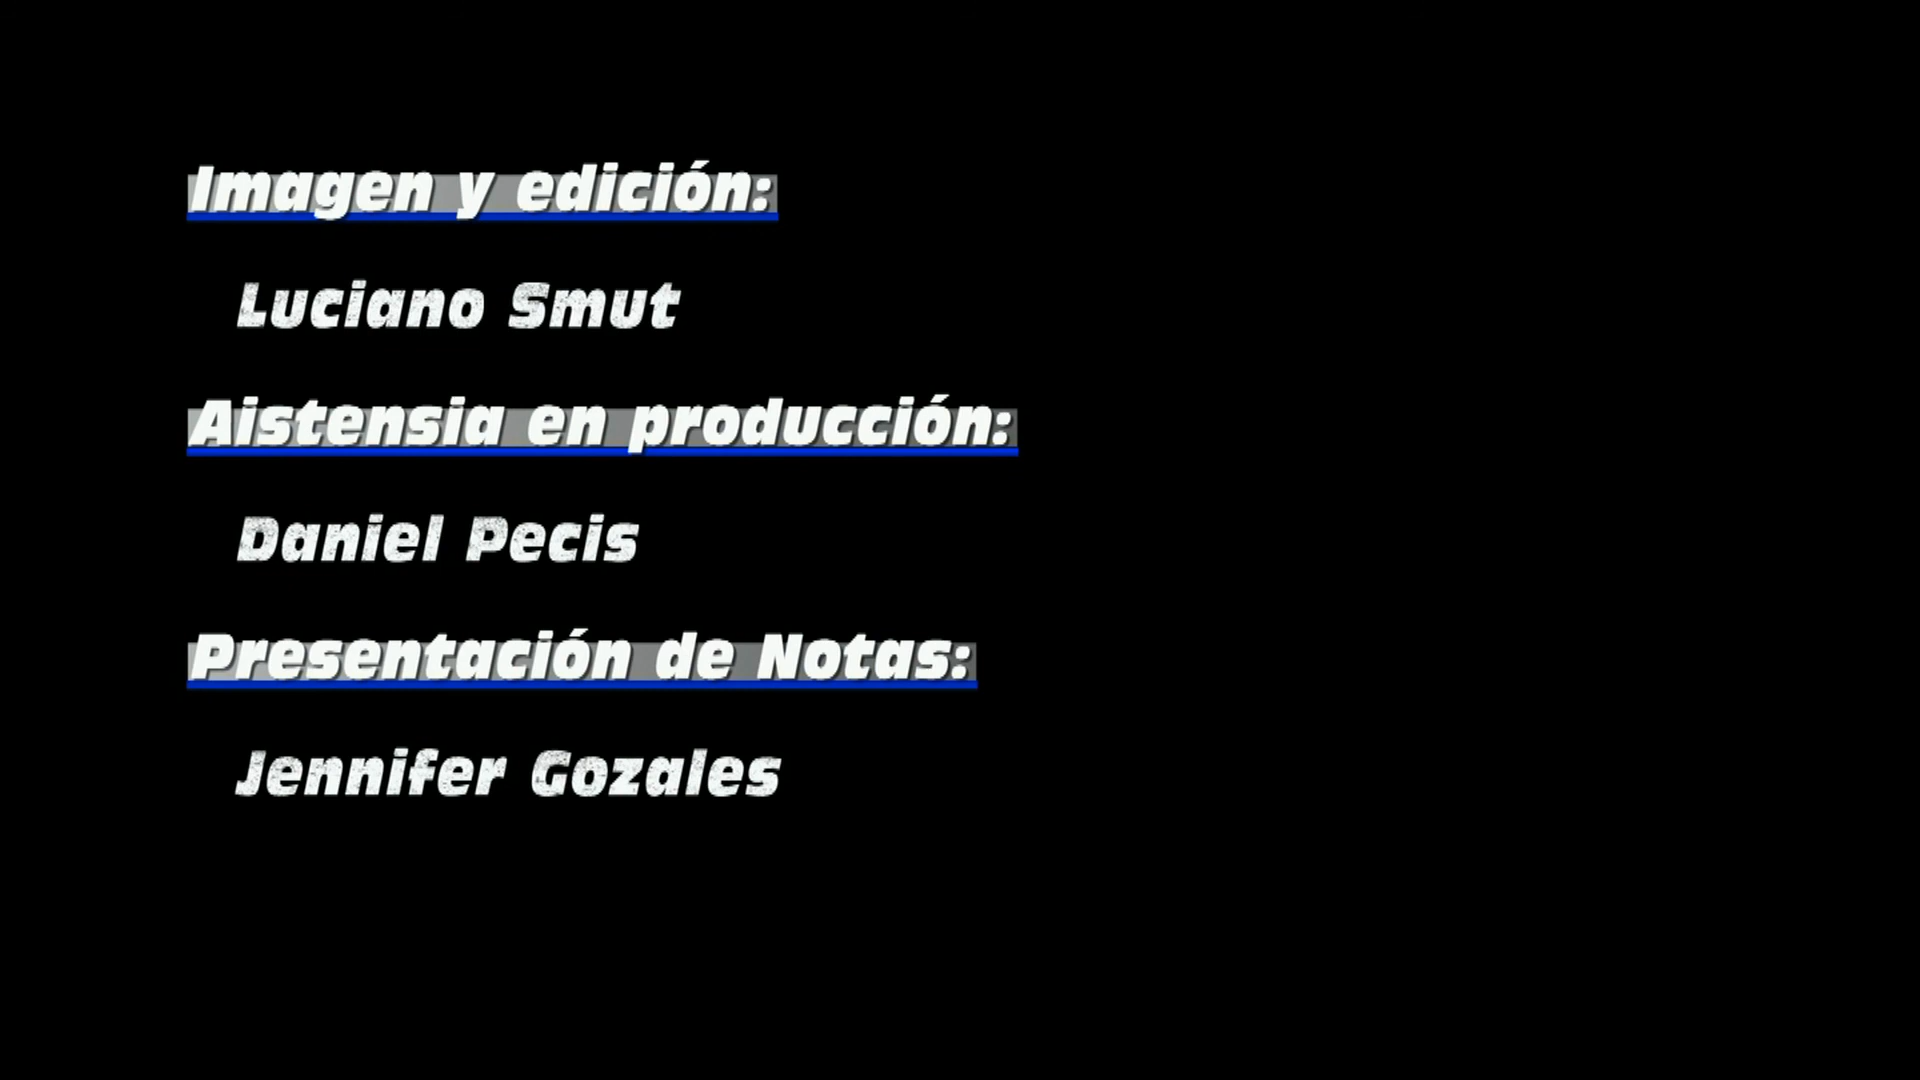 Imagen y edición:
Luciano Smut
Aistensia en producción:
Daniel Pecis
Presentación de Notas:
Jennifer Gozales